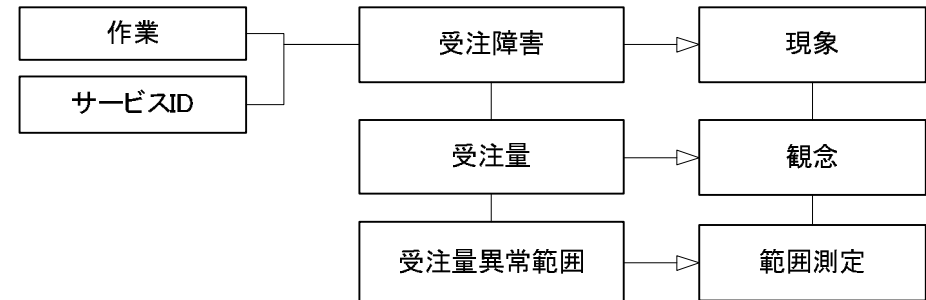 作業
サービスID
受注障害
現象
受注量
観念
受注量異常範囲
範囲測定